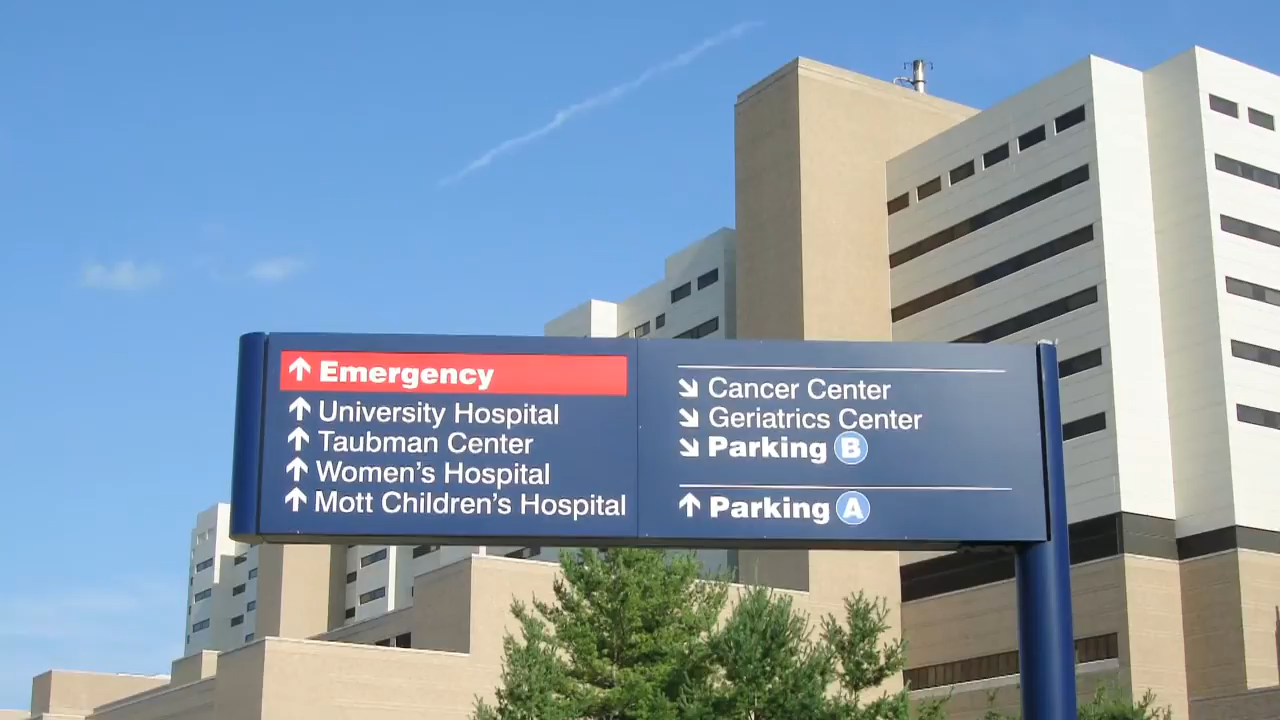 ↑ Emergency
↑ University Hospital
↑ Taubman Center
↑ Women's Hospital
↑ Mott Children's Hospital
↘ Cancer Center
↘ Geriatrics Center
↘ Parking B
↑ Parking A